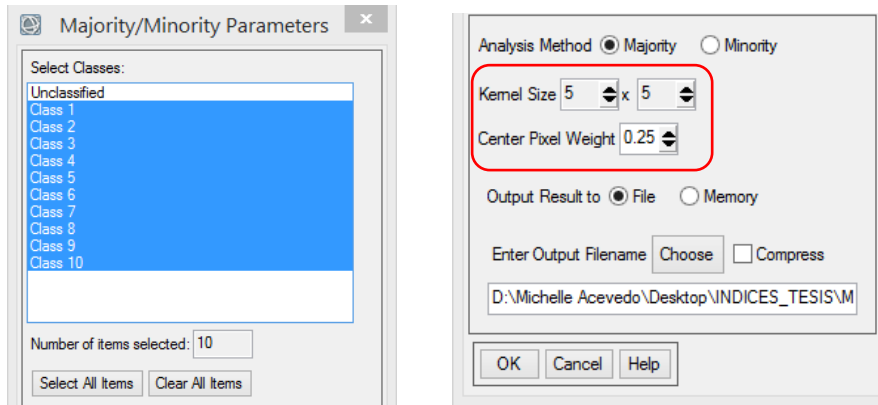 Majority/Minority Parameters
Select Classes:
Unclassified
Class 1
Class 2
Class 3
Class 4
Class 5
Class 6
Class 7
Class 8
Class 9
Class 10
Number of items selected: 10
Select All Items Clear All Items
Analysis Method Majority Minority
Kernel Size 5 x 5
Center Pixel Weight 0.25
Output Result to File Memory
Enter Output Filename Choose Compress
D:\Michelle Acevedo\Desktop\INDICES_TESIS\M
OK Cancel Help